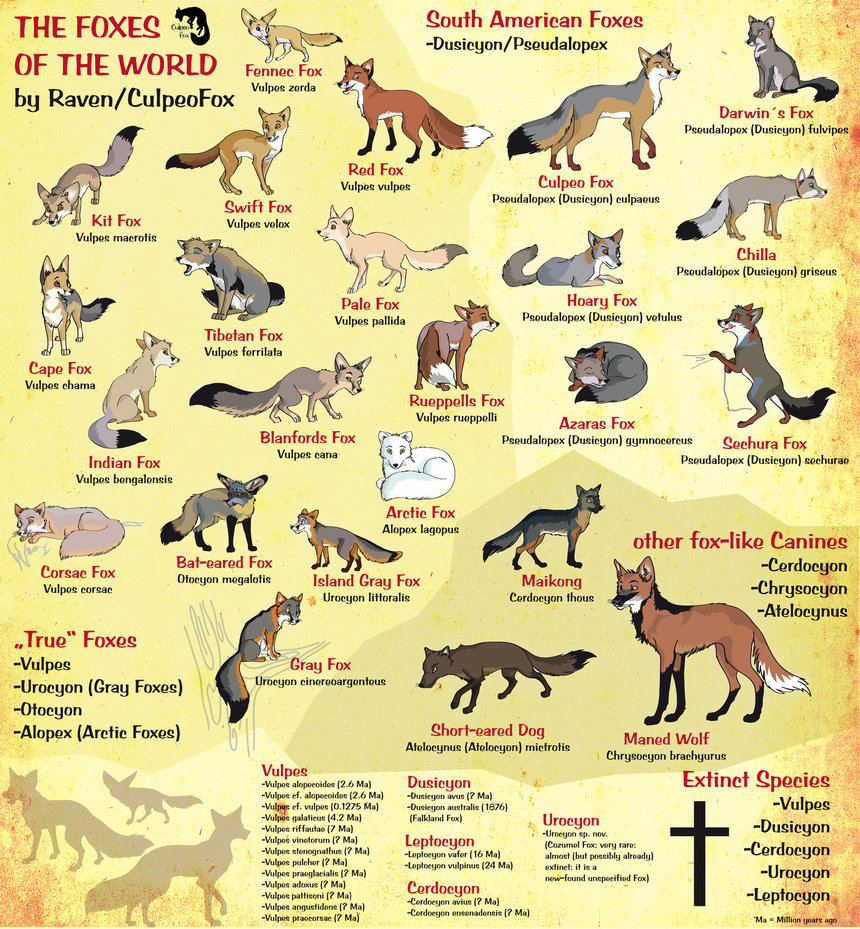 THE FOXES
OF THE WORLD
by Raven/CulpeoFox
Culpeo
Fox
Fennec Fox
Vulpes zerda
Red Fox
Vulpes vulpes
Kit Fox
Vulpes macrotis
Swift Fox
Vulpes velox
Pale Fox
Vulpes pallida
Cape Fox
Vulpes chama
Tibetan Fox
Vulpes ferrilata
Rueppells Fox
Vulpes rueppelli
Indian Fox
Vulpes bengalensis
Blanfords Fox
Vulpes cana
Arctic Fox
Alopex lagopus
Corsac Fox
Vulpes corsac
Bat-eared Fox
Otocyon megalotis
Island Gray Fox
Urocyon littoralis
Gray Fox
Urocyon cinereoargenteus
„True“ Foxes
-Vulpes
-Urocyon (Gray Foxes)
-Otocyon
-Alopex (Arctic Foxes)
South American Foxes
-Dusicyon/Pseudalopex
Culpeo Fox
Pseudalopex (Dusicyon) culpaeus
Darwin´s Fox
Pseudalopex (Dusicyon) fulvipes
Chilla
Pseudalopex (Dusicyon) griseus
Hoary Fox
Pseudalopex (Dusicyon) vetulus
Azaras Fox
Pseudalopex (Dusicyon) gymnocercus
Sechura Fox
Pseudalopex (Dusicyon) sechurae
other fox-like Canines
-Cerdocyon
-Chrysocyon
-Atelocynus
Maikong
Cerdocyon thous
Short-eared Dog
Atelocynus (Atelocyon) mictrotis
Maned Wolf
Chrysocyon brachyurus
Extinct Species
-Vulpes
-Dusicyon
-Cerdocyon
-Urocyon
-Leptocyon
Vulpes
-Vulpes alopecoides (2.6 Ma)
-Vulpes cf. alopecoides (2.6 Ma)
-Vulpes cf. vulpes (0.1275 Ma)
-Vulpes galaticus (4.2 Ma)
-Vulpes riffautae (7 Ma)
-Vulpes vinetorum (? Ma)
-Vulpes stenognathus (? Ma)
-Vulpes pulcher (? Ma)
-Vulpes praeglacialis (? Ma)
-Vulpes adoxus (? Ma)
-Vulpes pattisoni (? Ma)
-Vulpes angustidens (? Ma)
-Vulpes praecorsac (? Ma)
Dusicyon
-Dusicyon avus (? Ma)
-Dusicyon australis (1876)
(Falkland Fox)
Leptocyon
-Leptocyon vafer (16 Ma)
-Leptocyon vulpinus (24 Ma)
Cerdocyon
-Cerdocyon avius (? Ma)
-Cerdocyon ensenadensis (? Ma)
Urocyon
-Urocyon sp. nov.
(Cozumel Fox: very rare;
almost (but possibly already)
extinct: it is a
new-found unspecified Fox)
*Ma = Million years ago